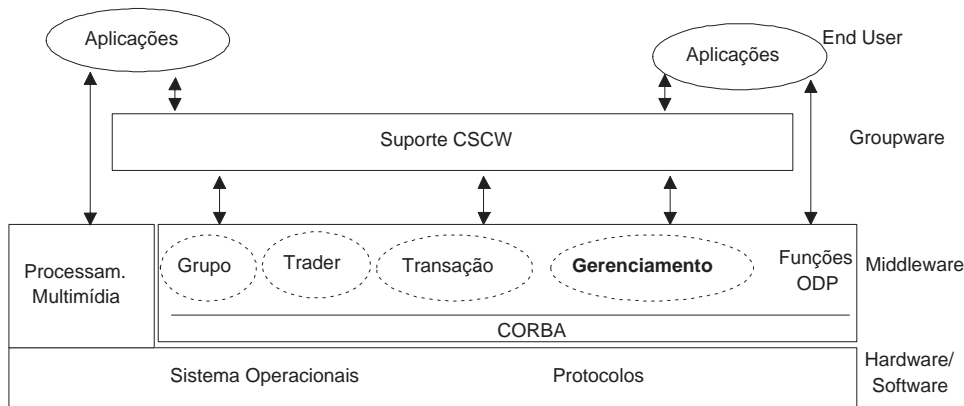 Aplicações
End User
Aplicações
Suporte CSCW
Groupware
Processam.
Multimídia
Grupo
Trader
Transação
Gerenciamento
Funções
ODP
Middleware
CORBA
Sistema Operacionais
Protocolos
Hardware/
Software